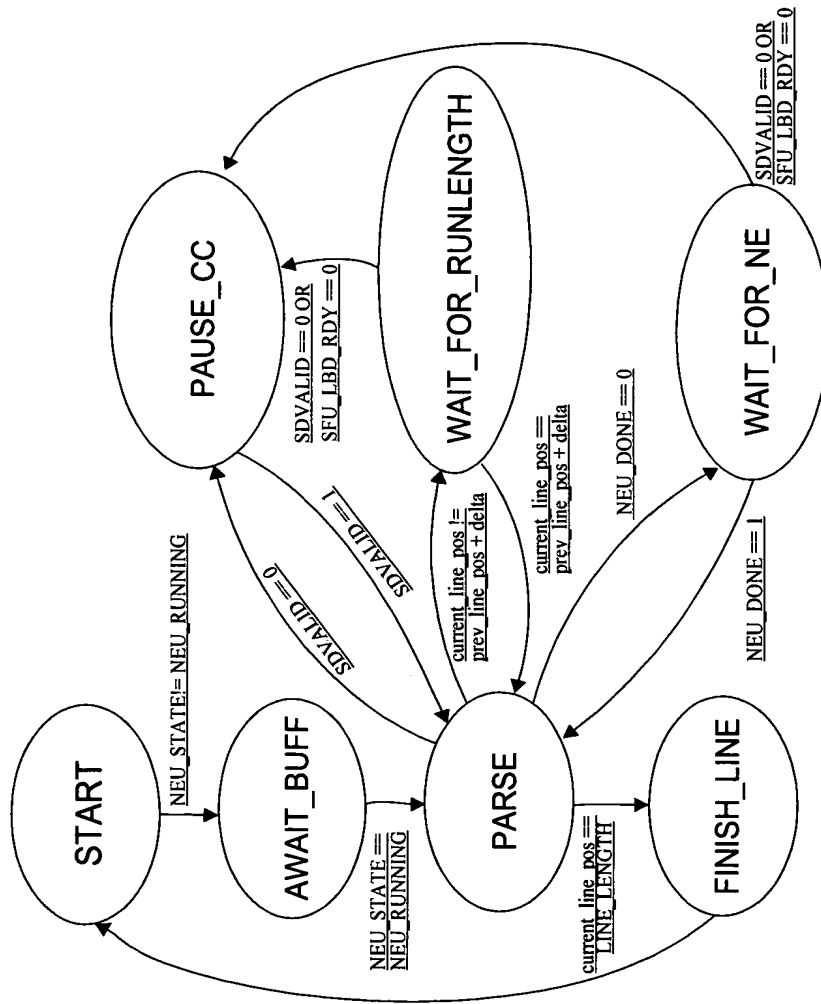 START
NEU_STATE!= NEU_RUNNING
AWAIT_BUFF
NEU_STATE ==
NEU_RUNNING
PARSE
current_line_pos ==
LINE_LENGTH
FINISH_LINE
SDVALID == 0
SDVALID == 1
PAUSE_CC
SDVALID == 0 OR
SFU_LBD_RDY == 0
current_line_pos !=
prev_line_pos + delta
WAIT_FOR_RUNLENGTH
current_line_pos ==
prev_line_pos + delta
NEU_DONE == 0
NEU_DONE == 1
WAIT_FOR_NE
SDVALID == 0 OR
SFU_LBD_RDY == 0